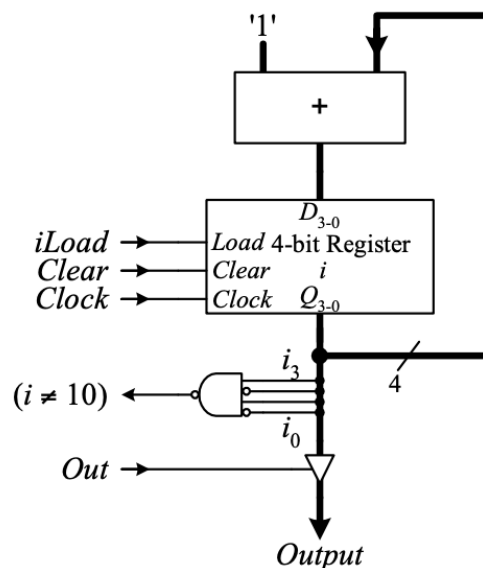 '1'
+
D3-0
iLoad Load 4-bit Register
Clear Clear i
Clock Clock Q3-0
i3
4
(i ≠ 10)
i0
Out
Output